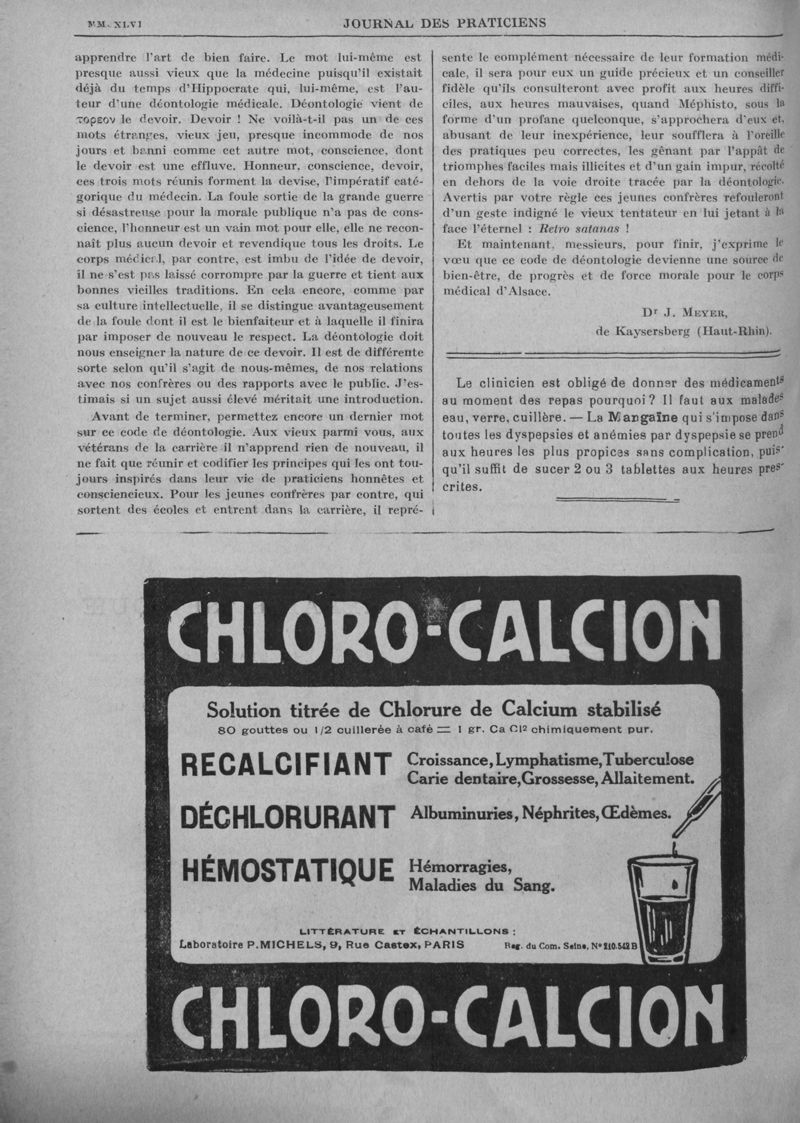 MM. XLVI
JOURNAL DES PRATICIENS
apprendre l'art de bien faire. Le mot lui-même est
presque aussi vieux que la médecine puisqu'il existait
déjà du temps d'Hippocrate qui, lui-même, est l'au-
teur d'une déontologie médicale. Déontologie vient de
τορεον le devoir. Devoir ! Ne voilà-t-il pas un de ces
mots étranges, vieux jeu, presque incommode de nos
jours et banni comme cet autre mot, conscience, dont
le devoir est une effluve. Honneur, conscience, devoir,
ces trois mots réunis forment la devise, l'impératif caté-
gorique du médecin. La foule sortie de la grande guerre
si désastreuse pour la morale publique n'a pas de cons-
cience, l'honneur est un vain mot pour elle, elle ne recon-
naît plus aucun devoir et revendique tous les droits. Le
corps médical, par contre, est imbu de l'idée de devoir,
il ne s'est pas laissé corrompre par la guerre et tient aux
bonnes vieilles traditions. En cela encore, comme par
sa culture intellectuelle, il se distingue avantageusement
de la foule dont il est le bienfaiteur et à laquelle il finira
par imposer de nouveau le respect. La déontologie doit
nous enseigner la nature de ce devoir. Il est de différente
sorte selon qu'il s'agit de nous-mêmes, de nos relations
avec nos confrères ou des rapports avec le public. J'es-
timais si un sujet aussi élevé méritait une introduction.
Avant de terminer, permettez encore un dernier mot
sur ce code de déontologie. Aux vieux parmi vous, aux
vétérans de la carrière il n'apprend rien de nouveau, il
ne fait que réunir et codifier les principes qui les ont tou-
jours inspirés dans leur vie de praticiens honnêtes et
consciencieux. Pour les jeunes confrères par contre, qui
sortent des écoles et entrent dans la carrière, il repré-
sente le complément nécessaire de leur formation médi-
cale, il sera pour eux un guide précieux et un conseiller
fidèle qu'ils consulteront avec profit aux heures diffi-
ciles, aux heures mauvaises, quand Méphisto, sous la
forme d'un profane quelconque, s'approchera d'eux et,
abusant de leur inexpérience, leur soufflera à l'oreille
des pratiques peu correctes, les gênant par l'appât de
triomphes faciles mais illicites et d'un gain impur, récolté
en dehors de la voie droite tracée par la déontologie.
Avertis par votre règle ces jeunes confrères refouleront
d'un geste indigné le vieux tentateur en lui jetant à la
face l'éternel : Retro satanas !
Et maintenant, messieurs, pour finir, j'exprime le
vœu que ce code de déontologie devienne une source de
bien-être, de progrès et de force morale pour le corps
médical d'Alsace.
Dr J. MEYER,
de Kaysersberg (Haut-Rhin).
Le clinicien est obligé de donner des médicaments
au moment des repas pourquoi ? Il faut aux malades
eau, verre, cuillère. — La Mangaïne qui s'impose dans
toutes les dyspepsies et anémies par dyspepsie se prend
aux heures les plus propices sans complication, puis-
qu'il suffit de sucer 2 ou 3 tablettes aux heures pres-
crites.
CHLORO-CALCION
Solution titrée de Chlorure de Calcium stabilisé
80 gouttes ou 1/2 cuillerée à café = 1 gr. Ca Cl2 chimiquement pur.
RECALCIFIANT Croissance, Lymphatisme, Tuberculose
Carie dentaire, Grossesse, Allaitement.
DÉCHLORURANT Albuminuries, Néphrites, Œdèmes.
HÉMOSTATIQUE Hémorragies,
Maladies du Sang.
LITTÉRATURE ET ÉCHANTILLONS :
Laboratoire P. MICHELS, 9, Rue Castex, PARIS Reg. du Com. Seine, N° 210.542 B
CHLORO-CALCION